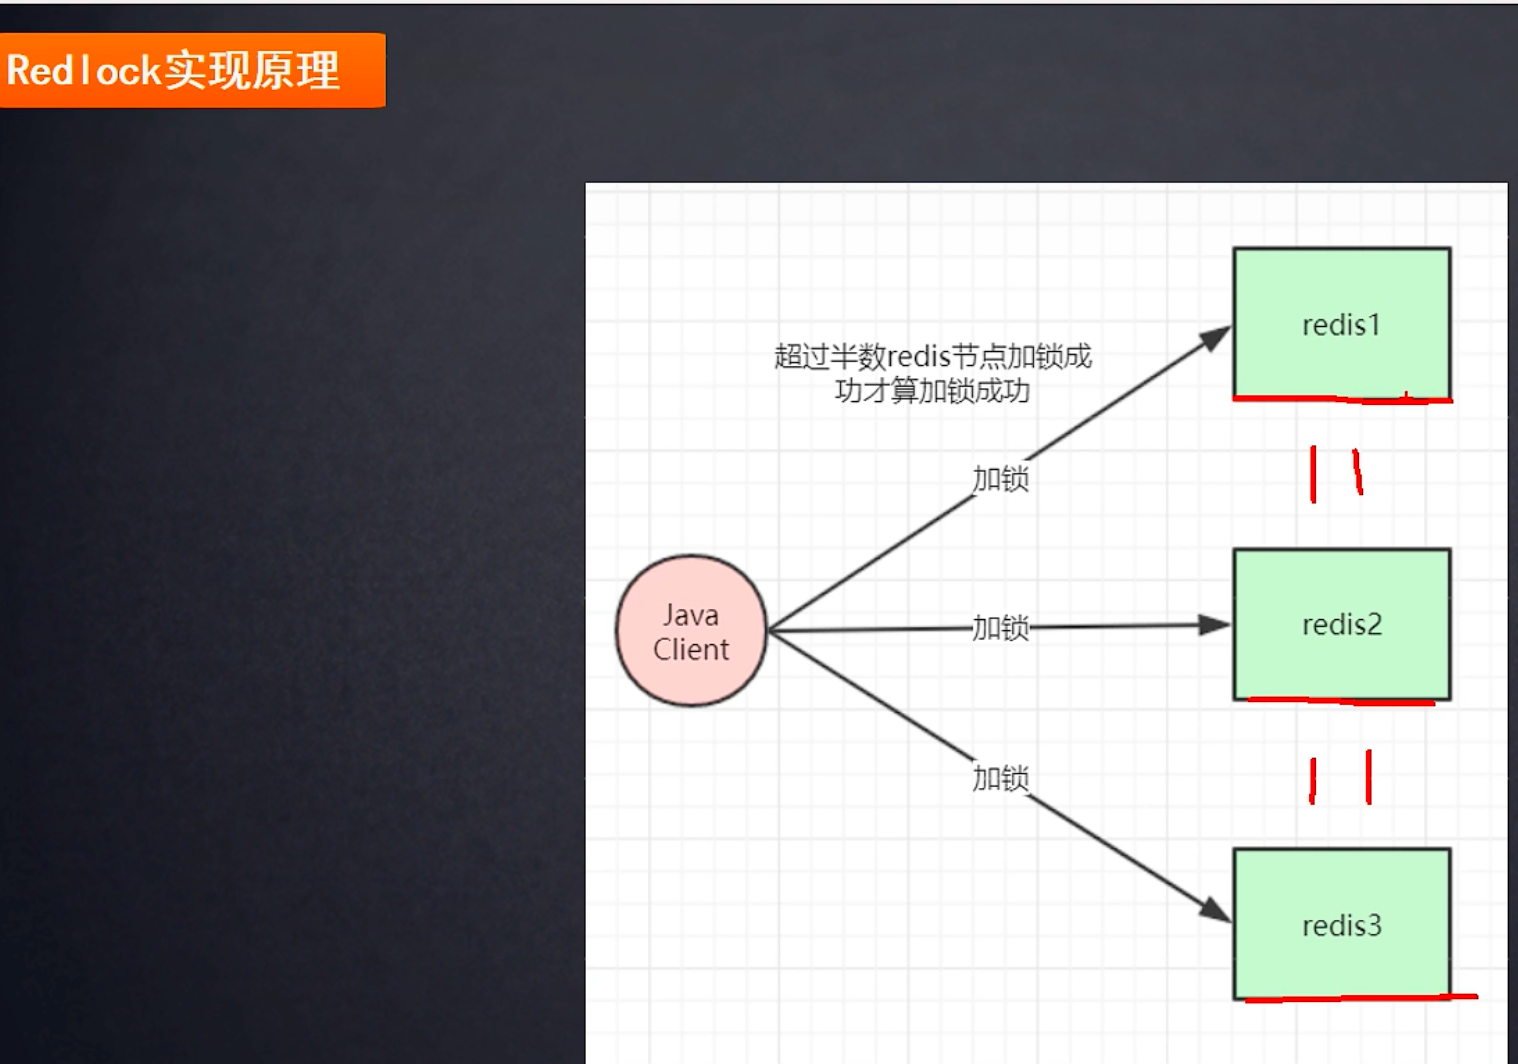 Redlock实现原理
超过半数redis节点加锁成
功才算加锁成功
redis1
加锁
Java
Client
加锁
redis2
加锁
redis3